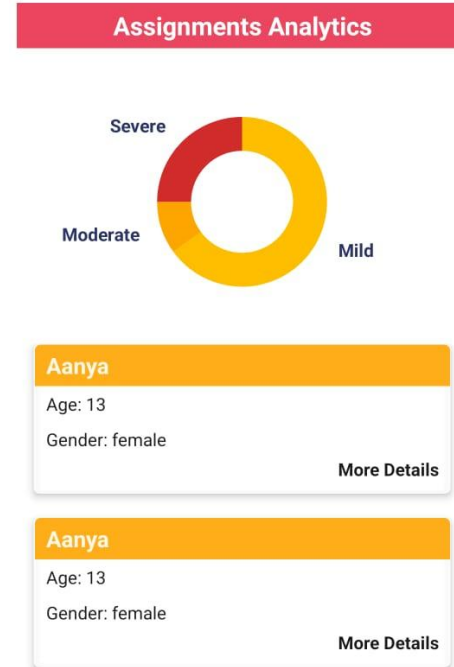 Assignments Analytics
Severe
Moderate
Mild
Aanya
Age: 13
Gender: female
More Details
Aanya
Age: 13
Gender: female
More Details